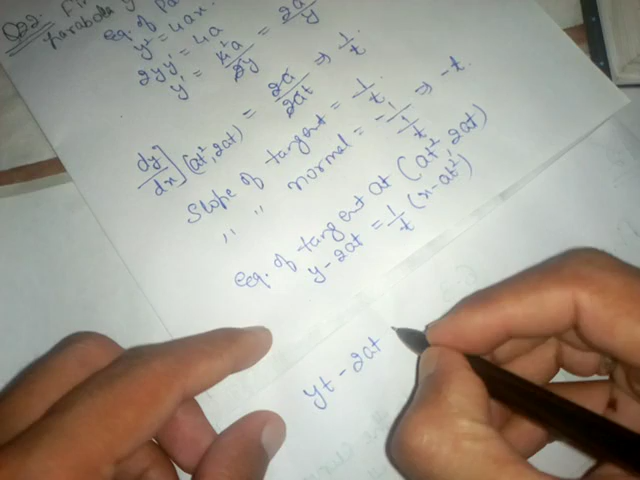 Q22. Fi
parabola y
eq. of Pa
y² = 4ax.
2yy' = 4a
y' = 4a/2y = 2a/y
dy/dx](at², 2at) = 2a/2at ⇒ 1/t
Slope of tangent = 1/t.
,, ,, normal = -1/(1/t) ⇒ -t.
eq. of tangent at (at², 2at)
y-2at = 1/t (x-at²)
yt - 2at